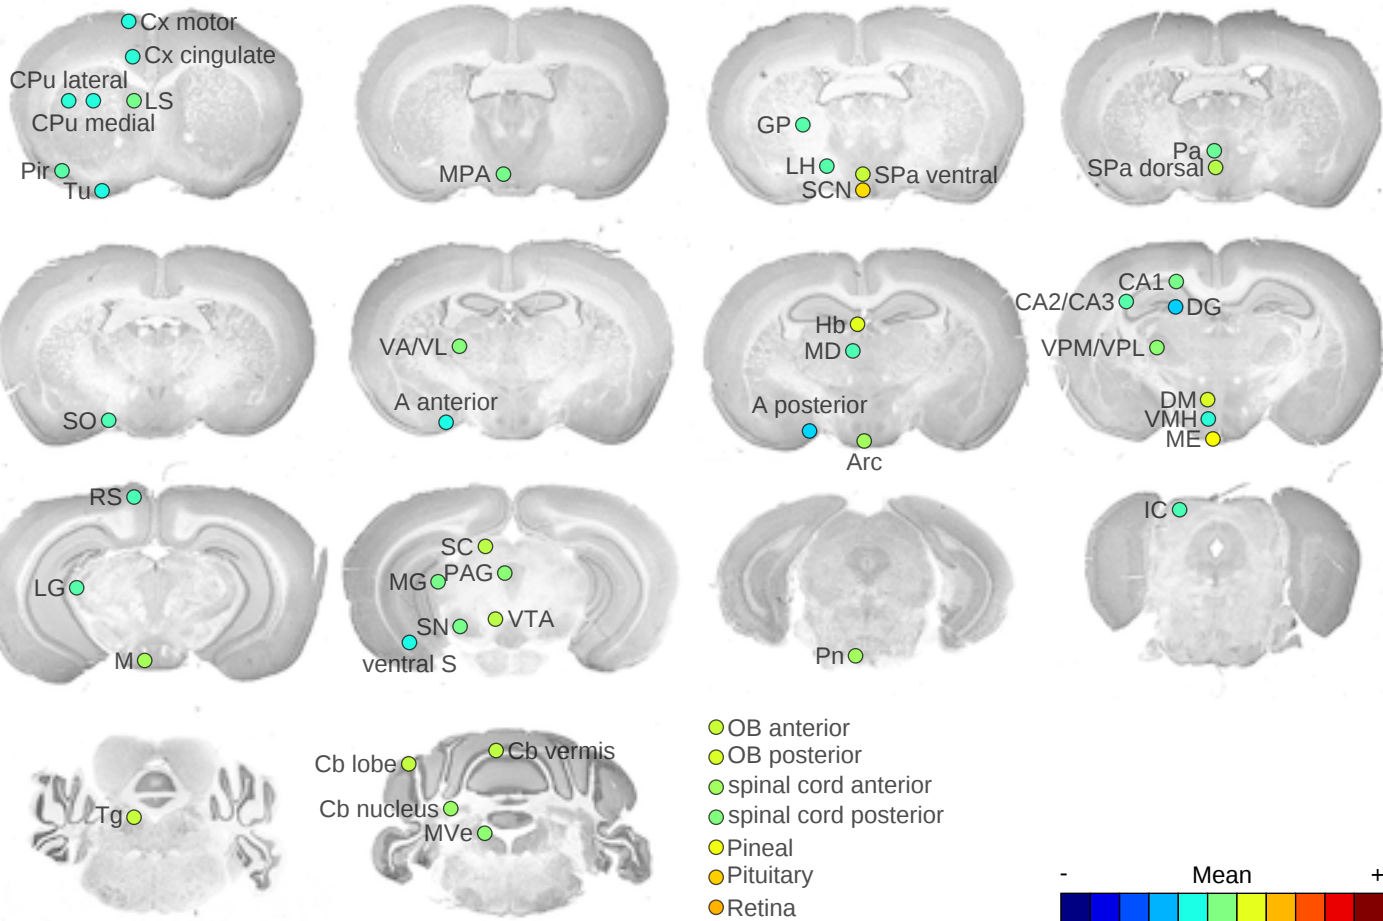 Cx motor
Cx cingulate
CPu lateral
LS
CPu medial
Pir
Tu
MPA
GP
LH
SPa ventral
SCN
Pa
SPa dorsal
SO
VA/VL
A anterior
Hb
MD
A posterior
Arc
CA1
CA2/CA3
DG
VPM/VPL
DM
VMH
ME
RS
LG
M
SC
MG
PAG
SN
VTA
ventral S
Pn
IC
Tg
Cb lobe
Cb vermis
Cb nucleus
MVe
OB anterior
OB posterior
spinal cord anterior
spinal cord posterior
Pineal
Pituitary
Retina
- Mean +